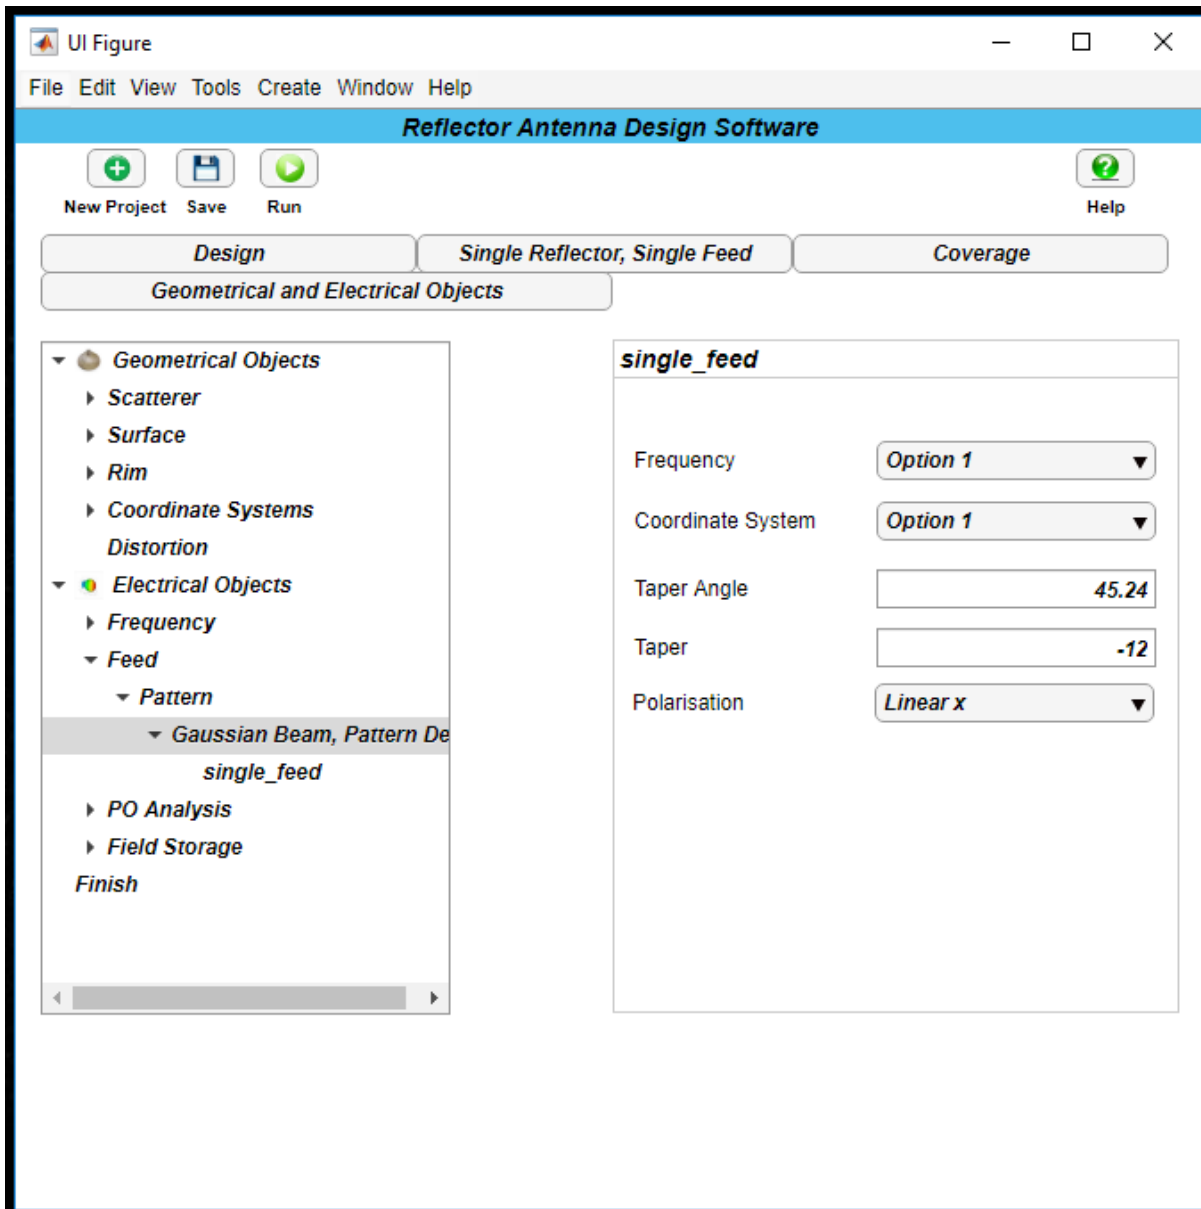 UI Figure
File Edit View Tools Create Window Help
Reflector Antenna Design Software
New Project Save Run Help
Design Single Reflector, Single Feed Coverage
Geometrical and Electrical Objects
Geometrical Objects
Scatterer
Surface
Rim
Coordinate Systems
Distortion
Electrical Objects
Frequency
Feed
Pattern
Gaussian Beam, Pattern De
single_feed
PO Analysis
Field Storage
Finish
single_feed
Frequency Option 1
Coordinate System Option 1
Taper Angle 45.24
Taper -12
Polarisation Linear x